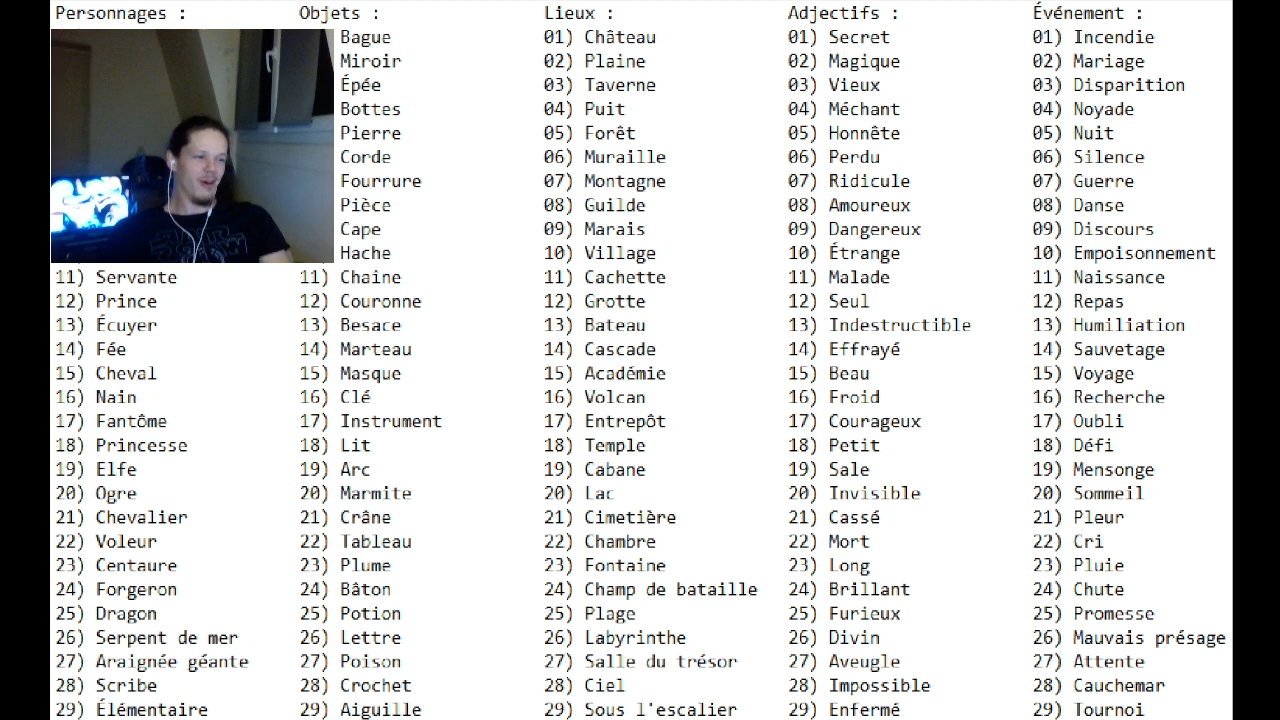 Personnages : Objets : Lieux : Adjectifs : Événement :
Bague 01) Château 01) Secret 01) Incendie
Miroir 02) Plaine 02) Magique 02) Mariage
Épée 03) Taverne 03) Vieux 03) Disparition
Bottes 04) Puit 04) Méchant 04) Noyade
Pierre 05) Forêt 05) Honnête 05) Nuit
Corde 06) Muraille 06) Perdu 06) Silence
Fourrure 07) Montagne 07) Ridicule 07) Guerre
Pièce 08) Guilde 08) Amoureux 08) Danse
Cape 09) Marais 09) Dangereux 09) Discours
Hache 10) Village 10) Étrange 10) Empoisonnement
11) Servante 11) Chaine 11) Cachette 11) Malade 11) Naissance
12) Prince 12) Couronne 12) Grotte 12) Seul 12) Repas
13) Écuyer 13) Besace 13) Bateau 13) Indestructible 13) Humiliation
14) Fée 14) Marteau 14) Cascade 14) Effrayé 14) Sauvetage
15) Cheval 15) Masque 15) Académie 15) Beau 15) Voyage
16) Nain 16) Clé 16) Volcan 16) Froid 16) Recherche
17) Fantôme 17) Instrument 17) Entrepôt 17) Courageux 17) Oubli
18) Princesse 18) Lit 18) Temple 18) Petit 18) Défi
19) Elfe 19) Arc 19) Cabane 19) Sale 19) Mensonge
20) Ogre 20) Marmite 20) Lac 20) Invisible 20) Sommeil
21) Chevalier 21) Crâne 21) Cimetière 21) Cassé 21) Pleur
22) Voleur 22) Tableau 22) Chambre 22) Mort 22) Cri
23) Centaure 23) Plume 23) Fontaine 23) Long 23) Pluie
24) Forgeron 24) Bâton 24) Champ de bataille 24) Brillant 24) Chute
25) Dragon 25) Potion 25) Plage 25) Furieux 25) Promesse
26) Serpent de mer 26) Lettre 26) Labyrinthe 26) Divin 26) Mauvais présage
27) Araignée géante 27) Poison 27) Salle du trésor 27) Aveugle 27) Attente
28) Scribe 28) Crochet 28) Ciel 28) Impossible 28) Cauchemar
29) Élémentaire 29) Aiguille 29) Sous l'escalier 29) Enfermé 29) Tournoi